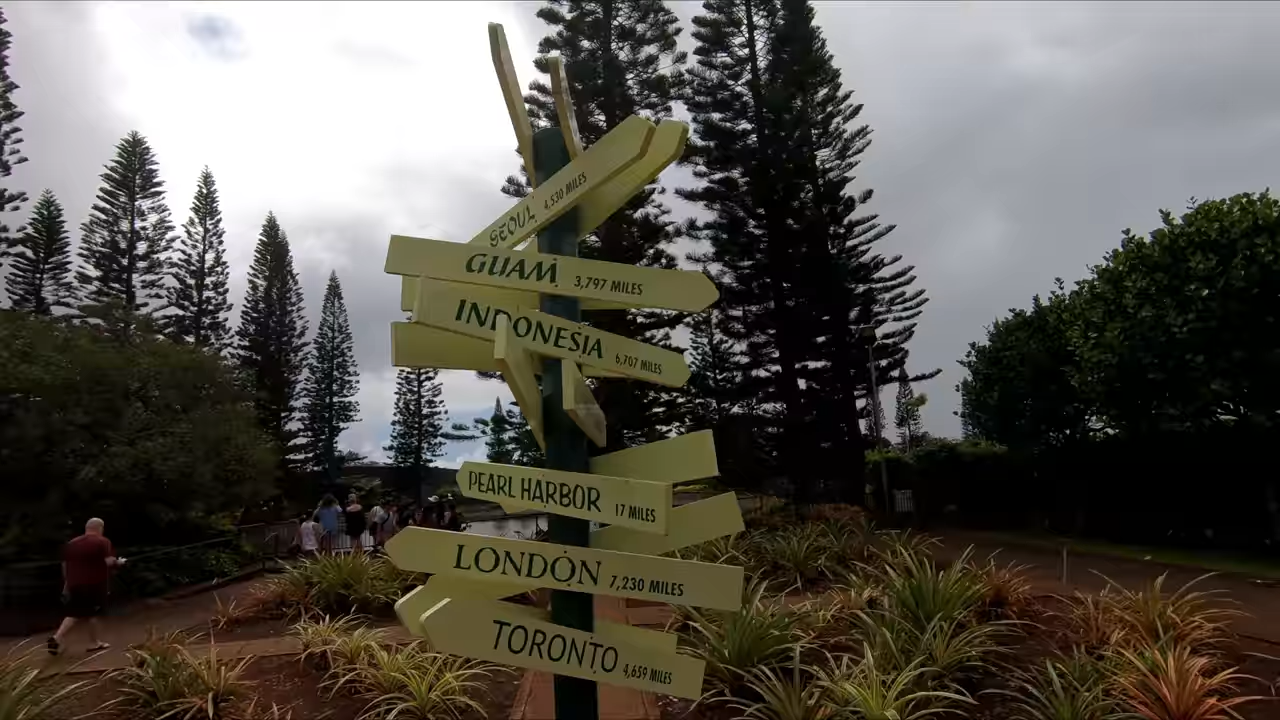 SEOUL 4,530 MILES
GUAM 3,797 MILES
INDONESIA 6,707 MILES
PEARL HARBOR 17 MILES
LONDON 7,230 MILES
TORONTO 4,659 MILES